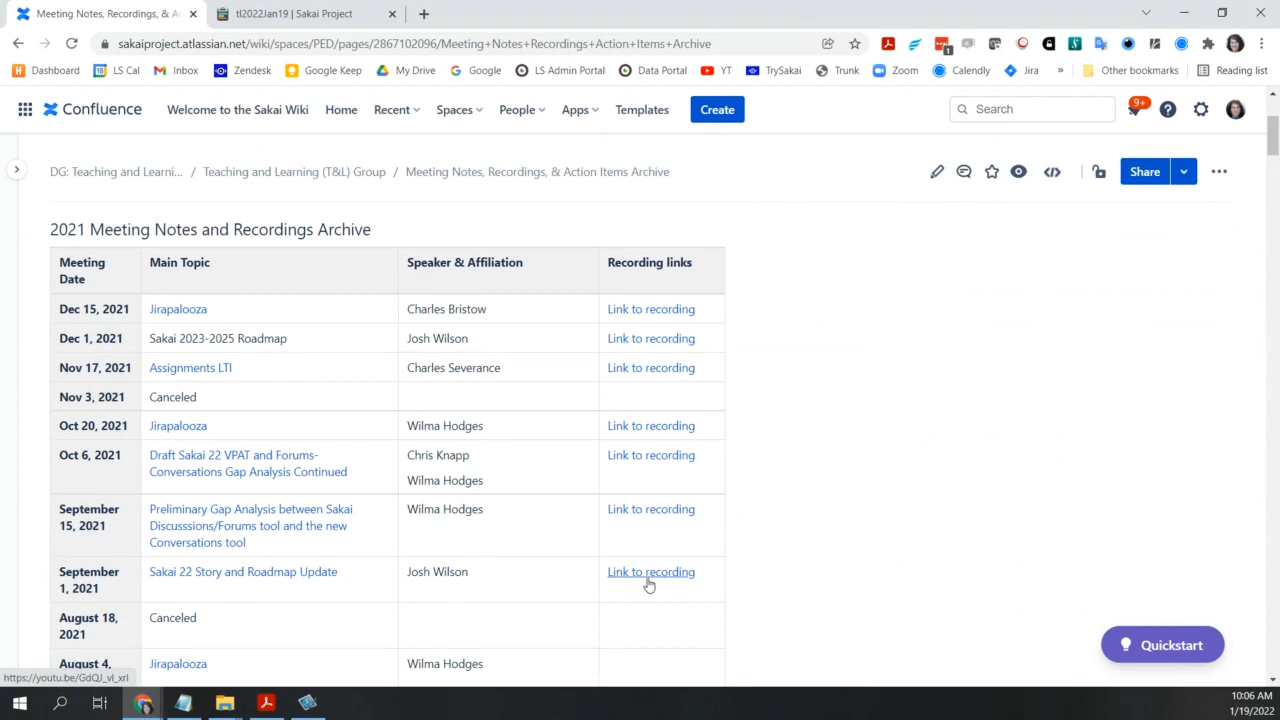 Meeting Notes, Recordings, & A
tl2022Jan19 | Sakai Project
sakaiproject.atlassian.net/wiki/spaces/PED/pages/2867102096/Meeting+Notes+Recordings+Action+Items+Archive
Dashboard LS Cal Inbox Zendesk Google Keep My Drive Google LS Admin Portal Data Portal YT TrySakai Trunk Zoom Calendly Jira » Other bookmarks Reading list
Confluence Welcome to the Sakai Wiki Home Recent Spaces People Apps Templates Create Search 9+
DG: Teaching and Learni... / Teaching and Learning (T&L) Group / Meeting Notes, Recordings, & Action Items Archive Share
2021 Meeting Notes and Recordings Archive
Meeting Date Main Topic Speaker & Affiliation Recording links
Dec 15, 2021 Jirapalooza Charles Bristow Link to recording
Dec 1, 2021 Sakai 2023-2025 Roadmap Josh Wilson Link to recording
Nov 17, 2021 Assignments LTI Charles Severance Link to recording
Nov 3, 2021 Canceled
Oct 20, 2021 Jirapalooza Wilma Hodges Link to recording
Oct 6, 2021 Draft Sakai 22 VPAT and Forums- Chris Knapp Link to recording
Conversations Gap Analysis Continued
Wilma Hodges
September Preliminary Gap Analysis between Sakai Wilma Hodges Link to recording
15, 2021 Discusssions/Forums tool and the new
Conversations tool
September Sakai 22 Story and Roadmap Update Josh Wilson Link to recording
1, 2021
August 18, Canceled
2021
August 4, Jirapalooza Wilma Hodges
Quickstart
https://youtu.be/GdQJ_vl_xrI
10:06 AM
1/19/2022